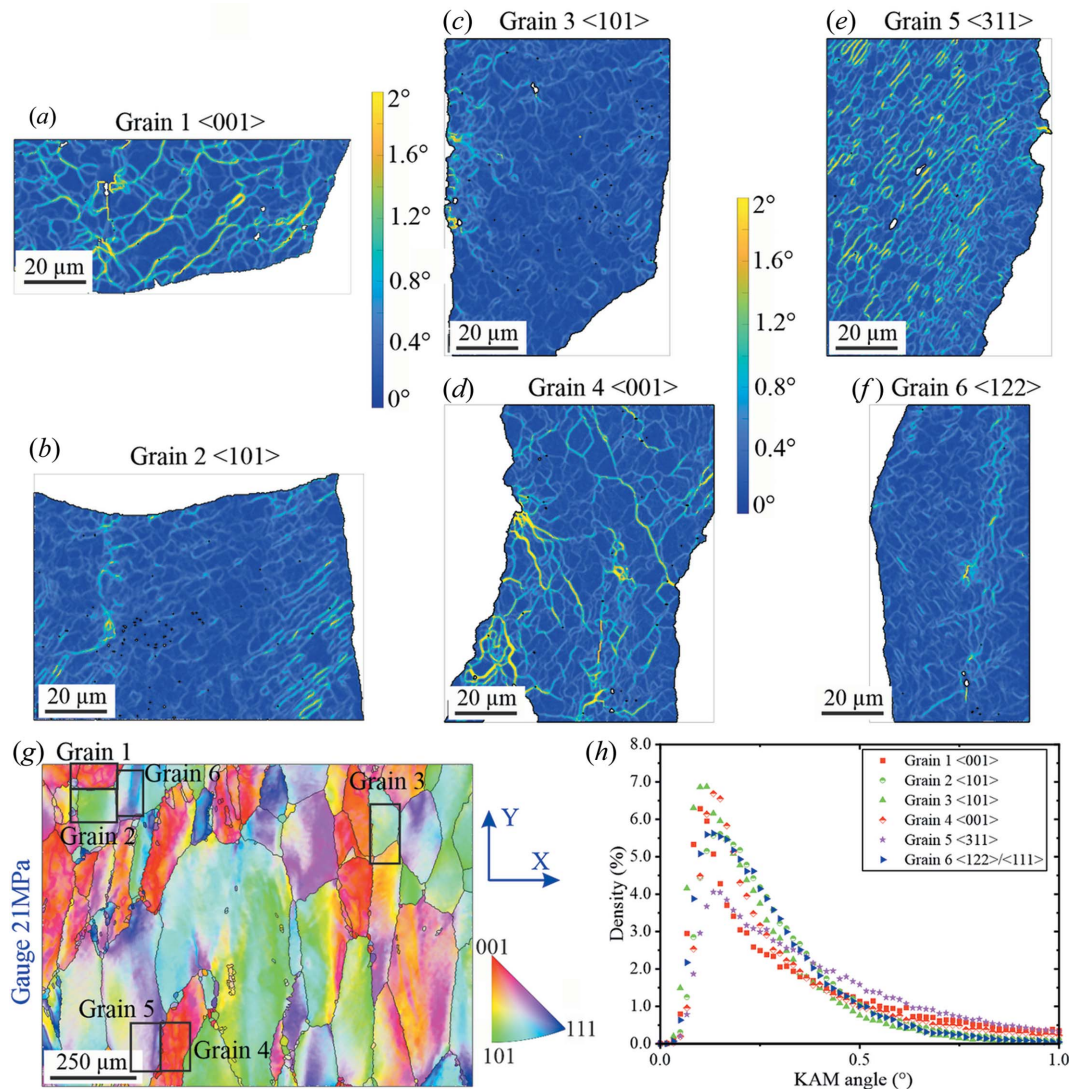 (a)
Grain 1 <001>
20 µm
2°
1.6°
1.2°
0.8°
0.4°
0°
(b)
Grain 2 <101>
20 µm
(c)
Grain 3 <101>
20 µm
(d)
Grain 4 <001>
20 µm
2°
1.6°
1.2°
0.8°
0.4°
0°
(e)
Grain 5 <311>
20 µm
(f)
Grain 6 <122>
20 µm
(g)
Gauge 21MPa
Grain 1
Grain 6
Grain 2
Grain 3
Grain 5
Grain 4
250 µm
Y
X
001
111
101
(h)
Density (%)
8.0
7.0
6.0
5.0
4.0
3.0
2.0
1.0
0.0
0.0
0.5
1.0
KAM angle (°)
Grain 1 <001>
Grain 2 <101>
Grain 3 <101>
Grain 4 <001>
Grain 5 <311>
Grain 6 <122>/<111>